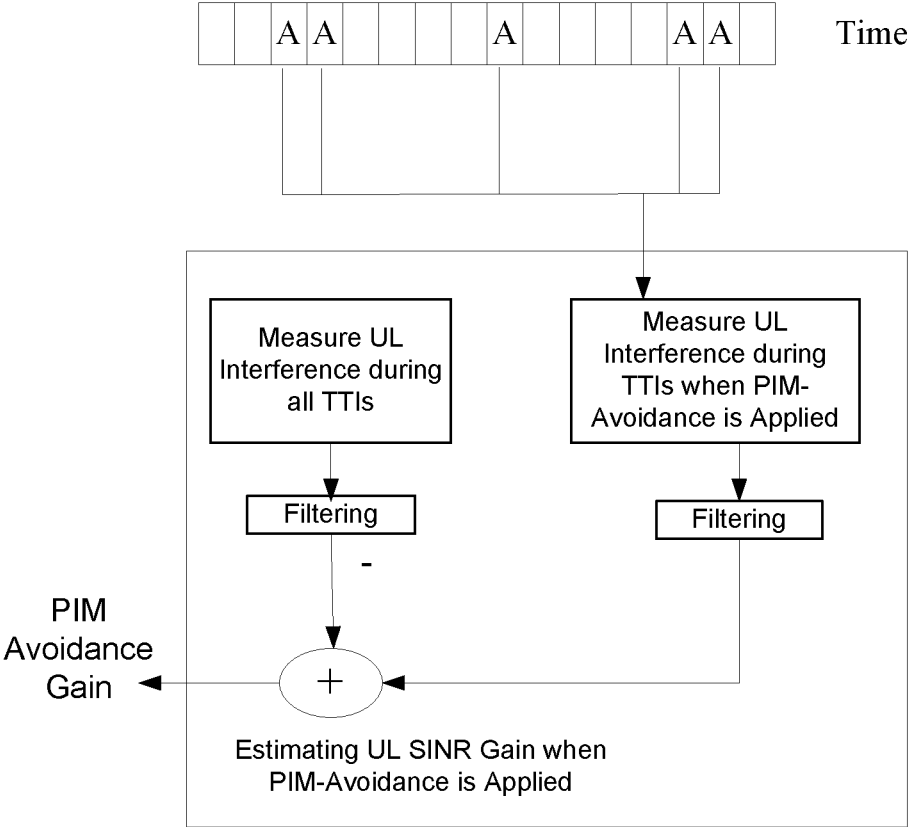 A A A A A Time
Measure UL
Interference during
all TTIs
Measure UL
Interference during
TTIs when PIM-
Avoidance is Applied
Filtering
Filtering
-
PIM
Avoidance
Gain
+
Estimating UL SINR Gain when
PIM-Avoidance is Applied